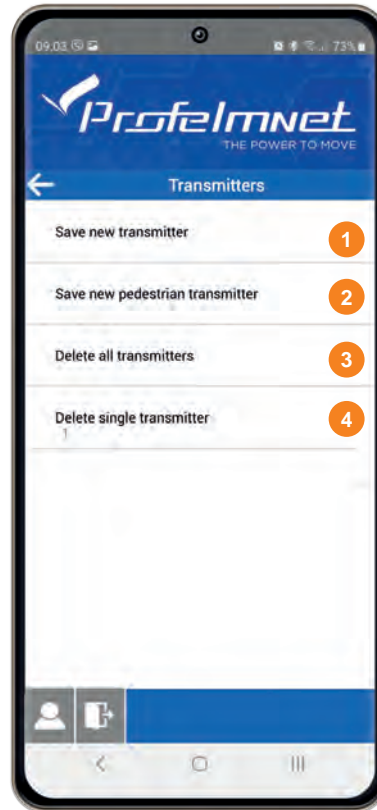 09.03
73%
Profelmnet
THE POWER TO MOVE
Transmitters
Save new transmitter
1
Save new pedestrian transmitter
2
Delete all transmitters
3
Delete single transmitter
4
1